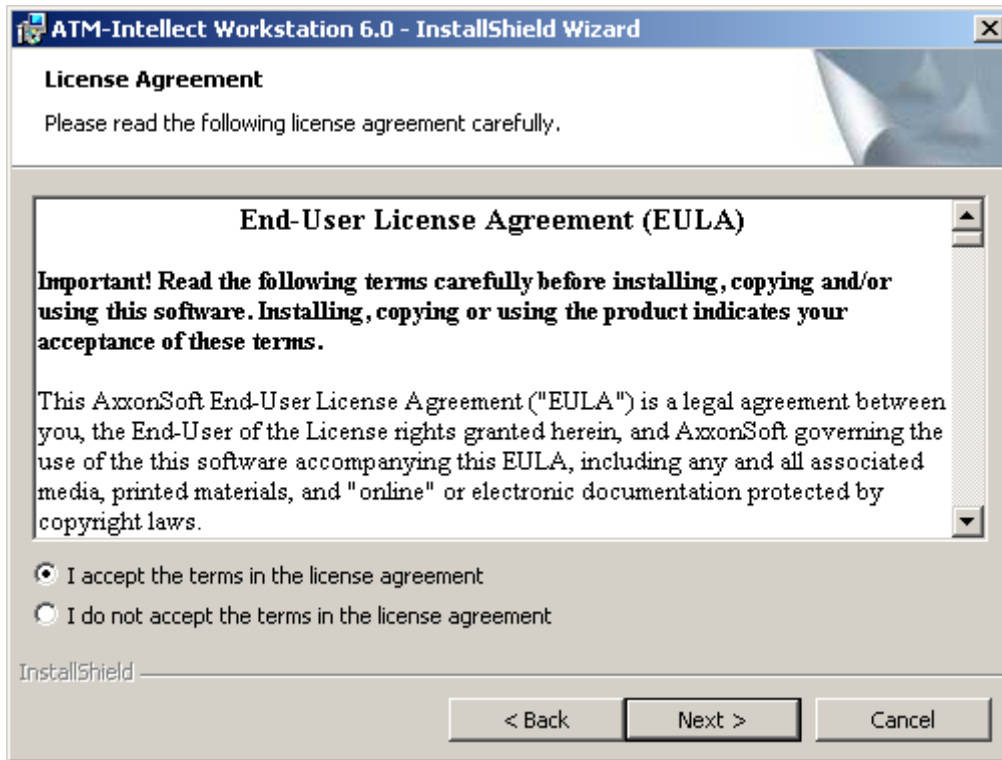 ATM-Intellect Workstation 6.0 - InstallShield Wizard
License Agreement
Please read the following license agreement carefully.
End-User License Agreement (EULA)
Important! Read the following terms carefully before installing, copying and/or
using this software. Installing, copying or using the product indicates your
acceptance of these terms.
This AxxonSoft End-User License Agreement ("EULA") is a legal agreement between
you, the End-User of the License rights granted herein, and AxxonSoft governing the
use of the this software accompanying this EULA, including any and all associated
media, printed materials, and "online" or electronic documentation protected by
copyright laws.
I accept the terms in the license agreement
I do not accept the terms in the license agreement
InstallShield
< Back
Next >
Cancel